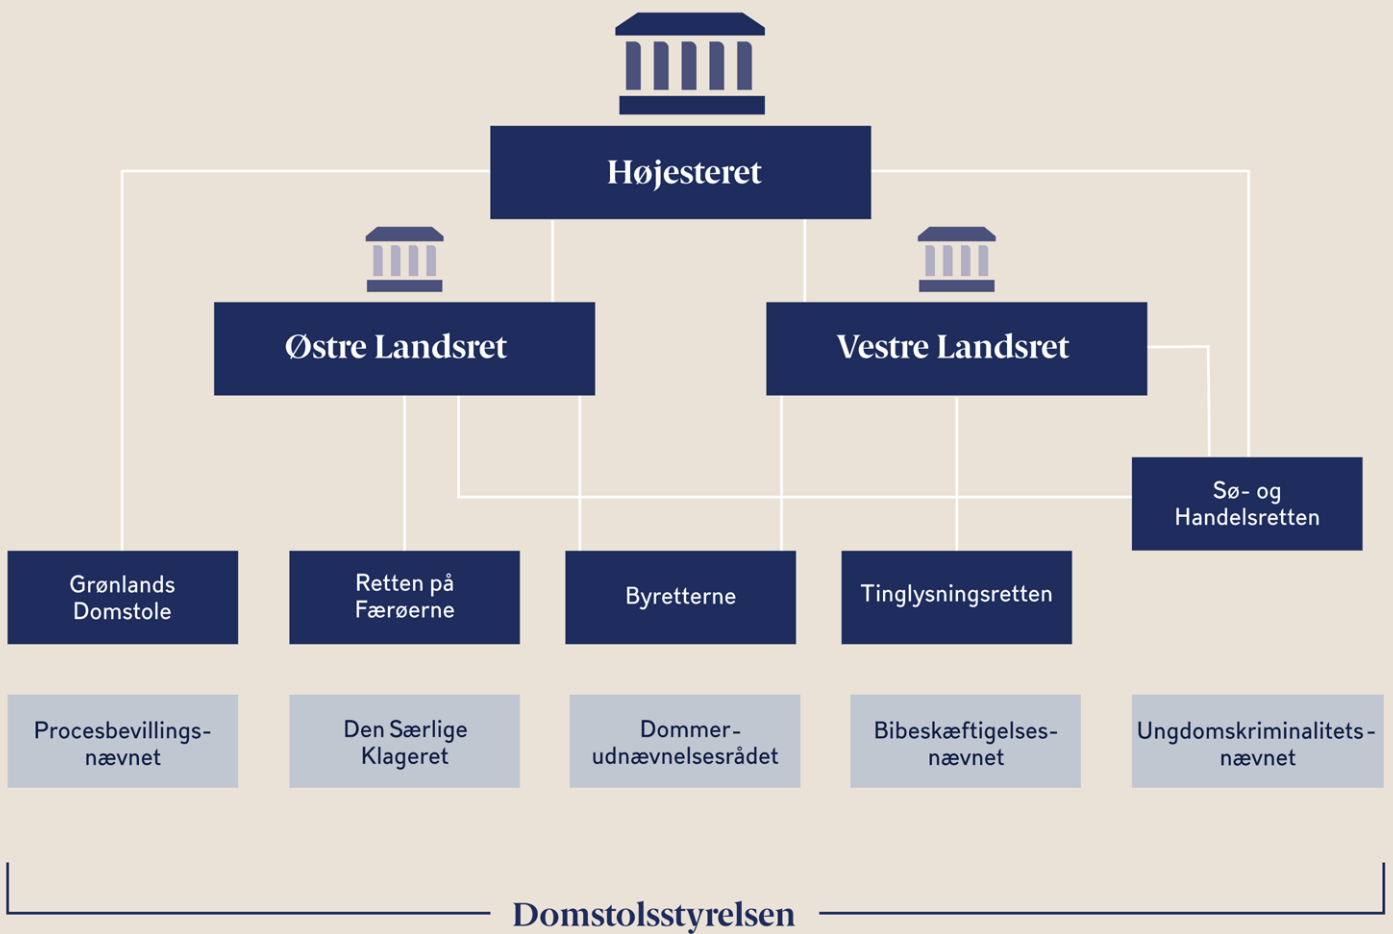 Højesteret
Østre Landsret
Vestre Landsret
Sø- og
Handelsretten
Grønlands
Domstole
Retten på
Færøerne
Byretterne
Tinglysningsretten
Procesbevillings-
nævnet
Den Særlige
Klageret
Dommer-
udnævnelsesrådet
Bibeskæftigelses-
nævnet
Ungdomskriminalitets-
nævnet
Domstolsstyrelsen